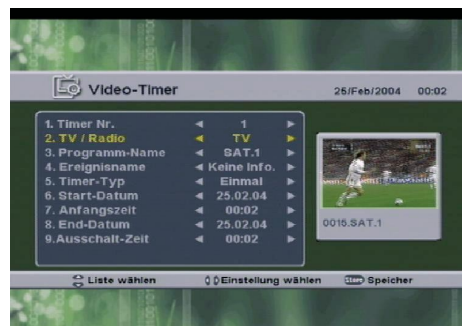 Video-Timer 25/Feb/2004 00:02
1. Timer Nr. 1
2. TV / Radio TV
3. Programm-Name SAT.1
4. Ereignisname Keine Info.
5. Timer-Typ Einmal
6. Start-Datum 25.02.04
7. Anfangszeit 00:02
8. End-Datum 25.02.04
9.Ausschalt-Zeit 00:02
0015.SAT.1
Liste wählen Einstellung wählen Store Speicher